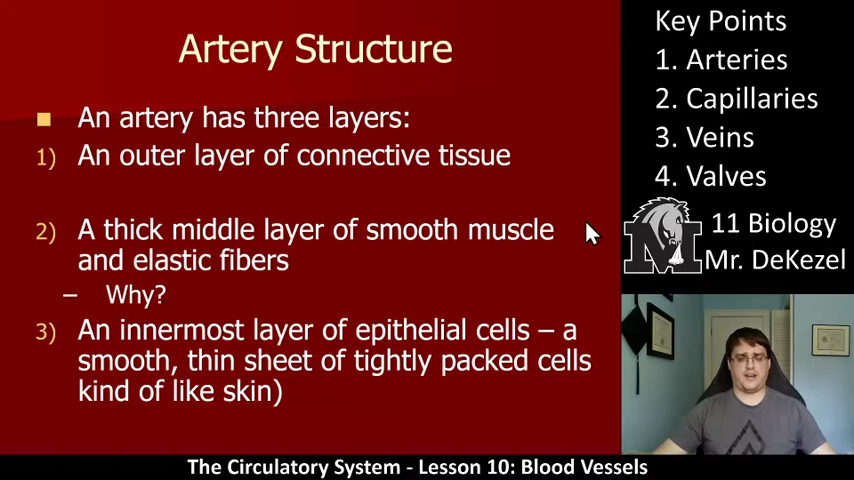 Artery Structure
An artery has three layers:
1) An outer layer of connective tissue
2) A thick middle layer of smooth muscle
and elastic fibers
– Why?
3) An innermost layer of epithelial cells – a
smooth, thin sheet of tightly packed cells
kind of like skin)
Key Points
1. Arteries
2. Capillaries
3. Veins
4. Valves
M
11 Biology
Mr. DeKezel
The Circulatory System - Lesson 10: Blood Vessels